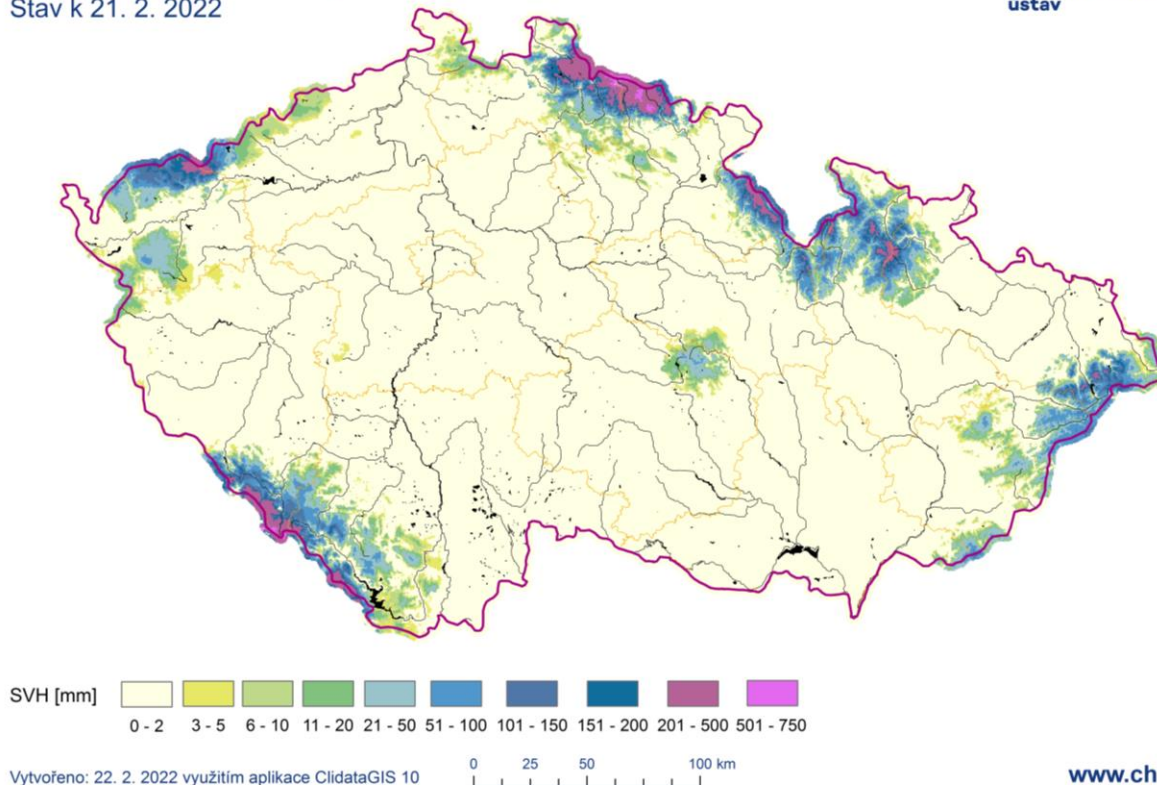 Stav k 21. 2. 2022
ústav
SVH [mm]
0 - 2
3 - 5
6 - 10
11 - 20
21 - 50
51 - 100
101 - 150
151 - 200
201 - 500
501 - 750
0 25 50 100 km
Vytvořeno: 22. 2. 2022 využitím aplikace ClidataGIS 10
www.ch